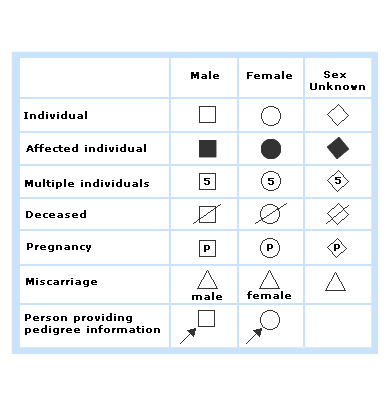 Male Female Sex
Unknown
Individual
Affected individual
Multiple individuals 5 5 5
Deceased
Pregnancy P P P
Miscarriage
male female
Person providing
pedigree information